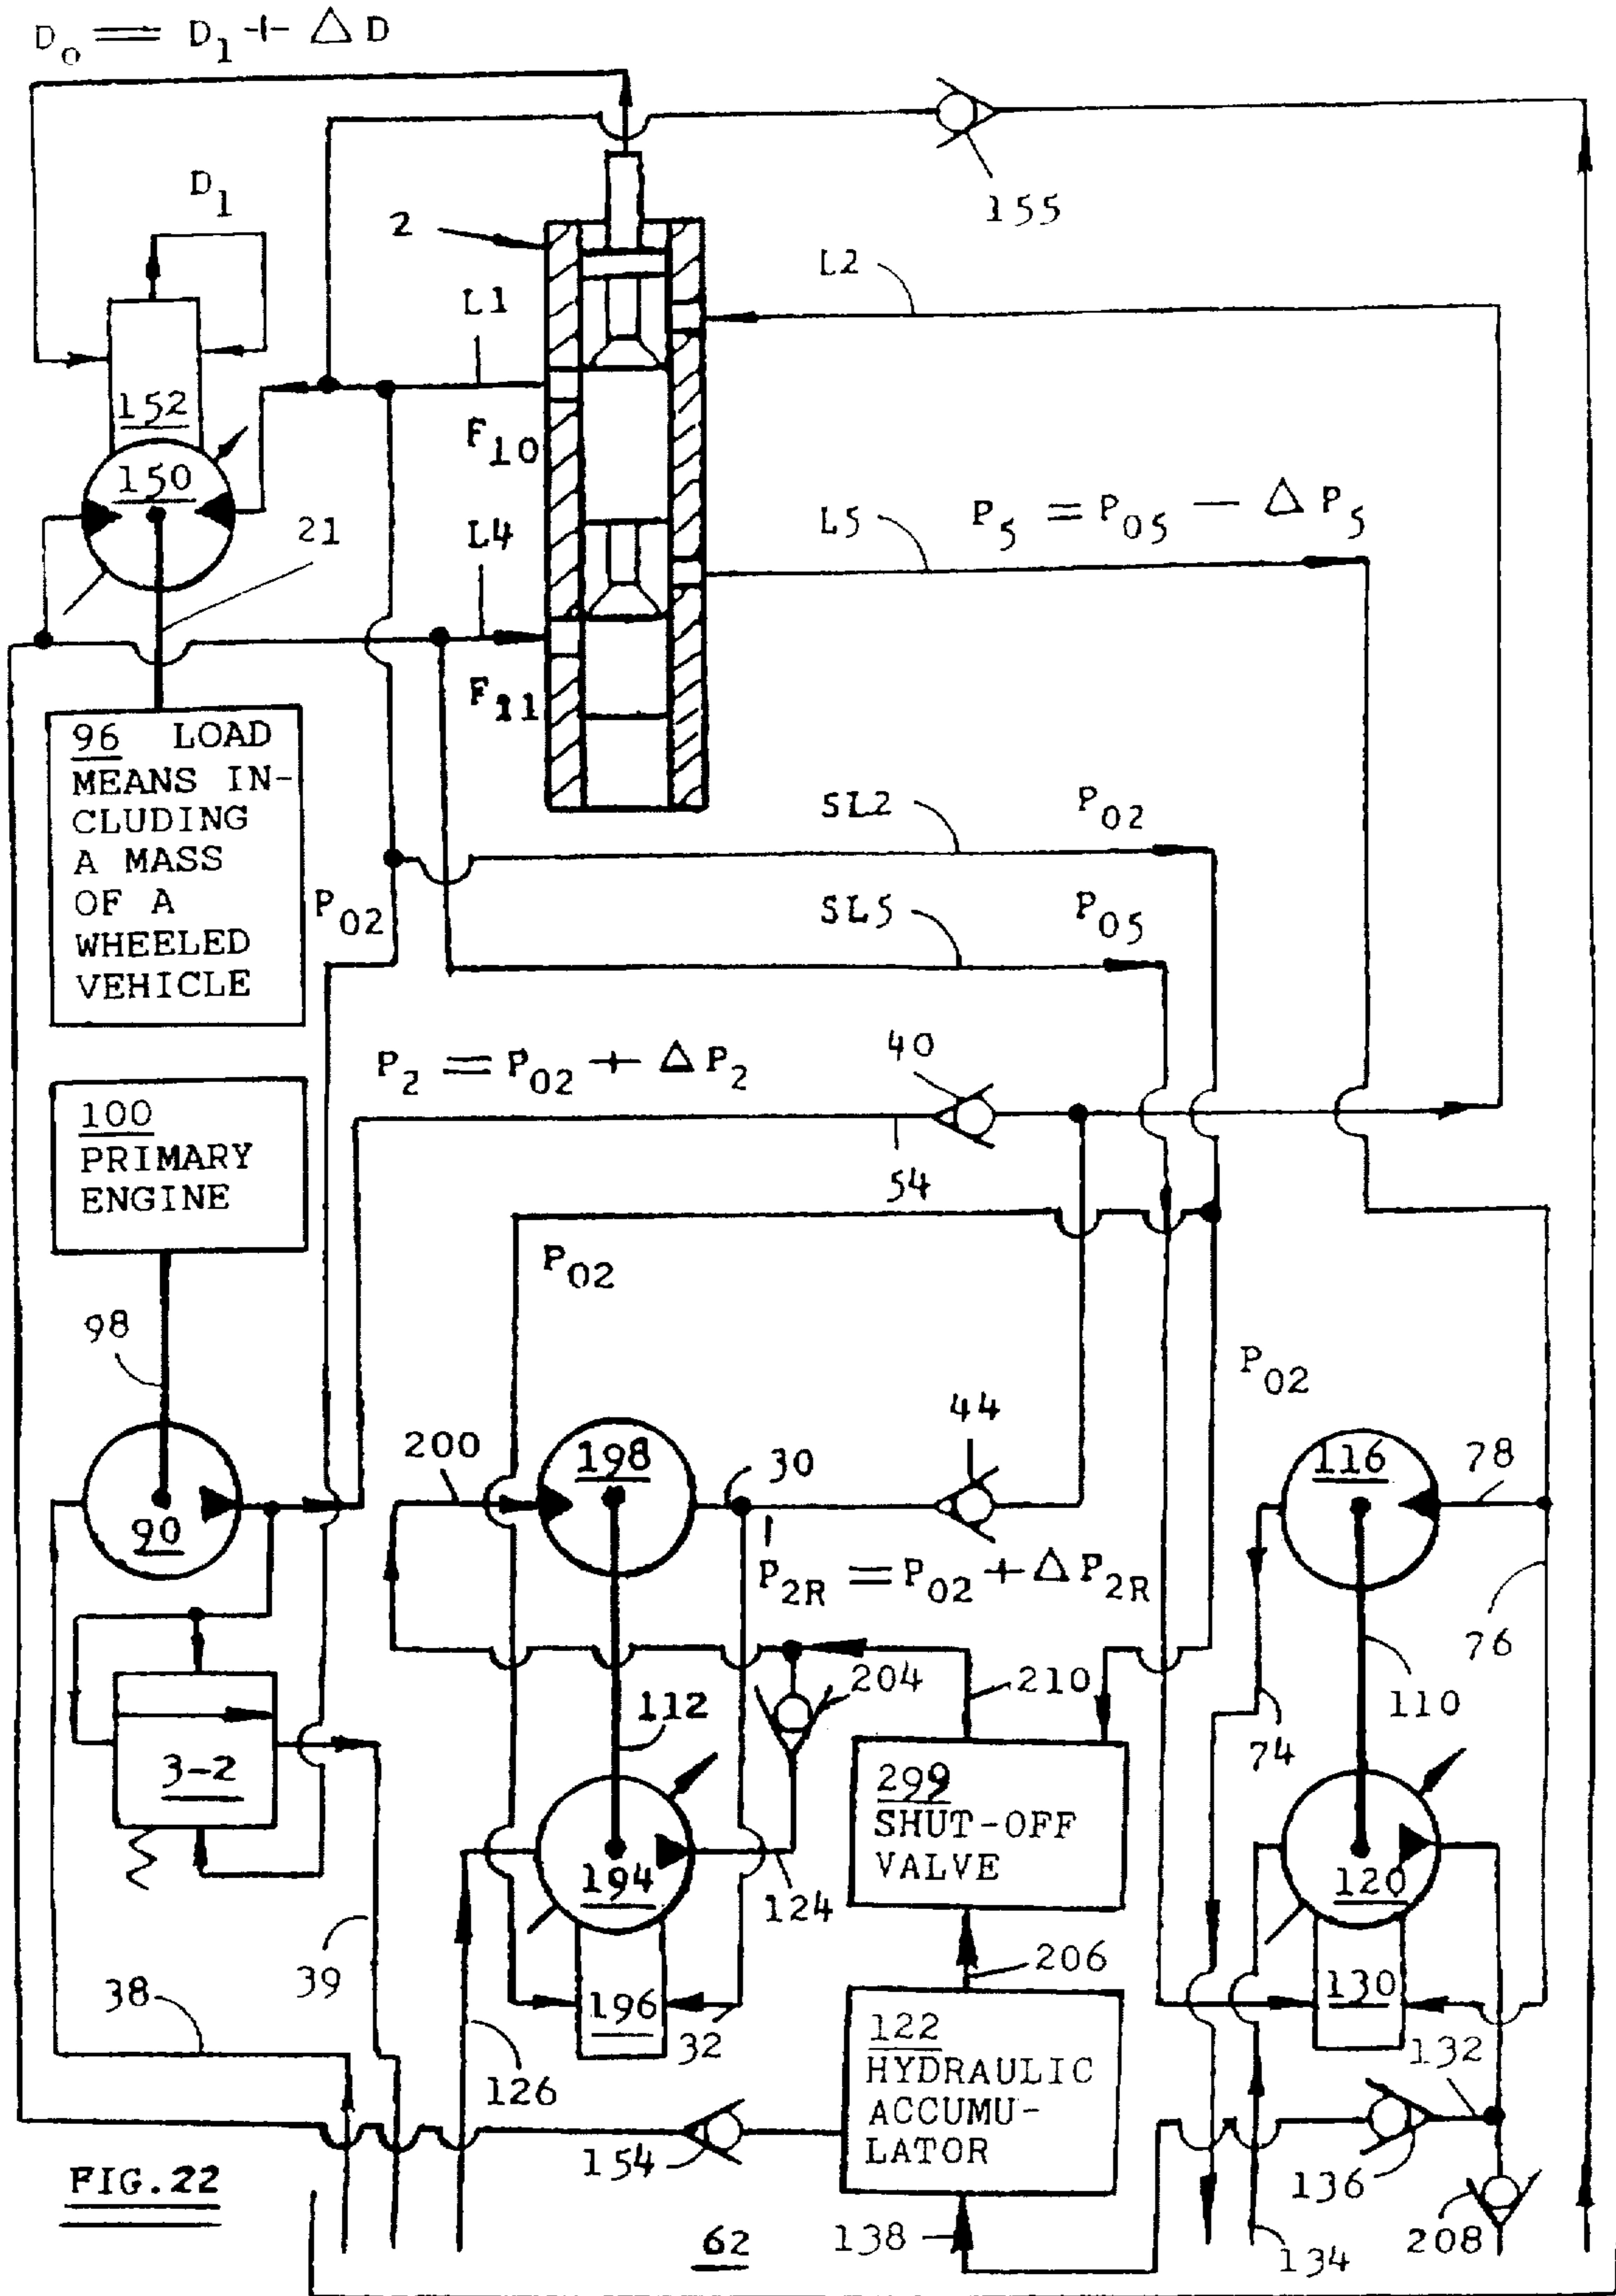 D₀ = D₁ + Δ D
155
D₁
2
L2
L1
152
F₁₀
150
21
L4
L5
P₅ = P₀₅ − Δ P₅
F₁₁
96 LOAD
MEANS IN-
CLUDING
A MASS
OF A
WHEELED
VEHICLE
SL2
P₀₂
P₀₂
SL5
P₀₅
P₂ = P₀₂ + Δ P₂
40
100
PRIMARY
ENGINE
54
P₀₂
98
P₀₂
44
200
198
30
116
78
90
P₂R = P₀₂ + Δ P₂R
76
204
210
110
112
74
3-2
299
SHUT-OFF
VALVE
194
124
120
39
206
38
196
32
130
126
122
HYDRAULIC
ACCUMU-
LATOR
132
154
136
FIG.22
62
138
134
208